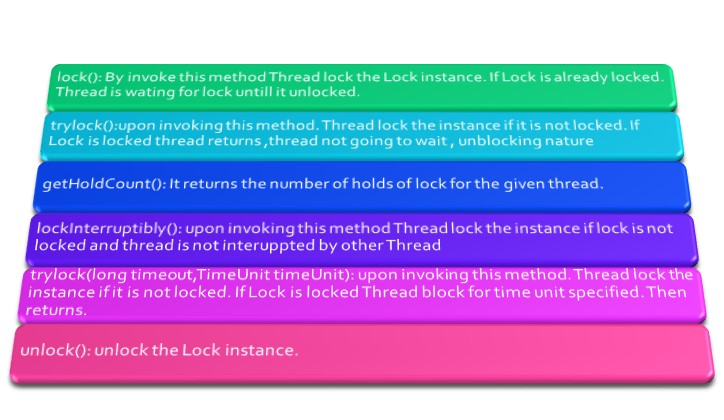 lock(): By invoke this method Thread lock the Lock instance. If Lock is already locked.
Thread is wating for lock untill it unlocked.
trylock():upon invoking this method. Thread lock the instance if it is not locked. If
Lock is locked thread returns ,thread not going to wait , unblocking nature
getHoldCount(): It returns the number of holds of lock for the given thread.
lockInterruptibly(): upon invoking this method Thread lock the instance if lock is not
locked and thread is not interuppted by other Thread
trylock(long timeout,TimeUnit timeUnit): upon invoking this method. Thread lock the
instance if it is not locked. If Lock is locked Thread block for time unit specified. Then
returns.
unlock(): unlock the Lock instance.